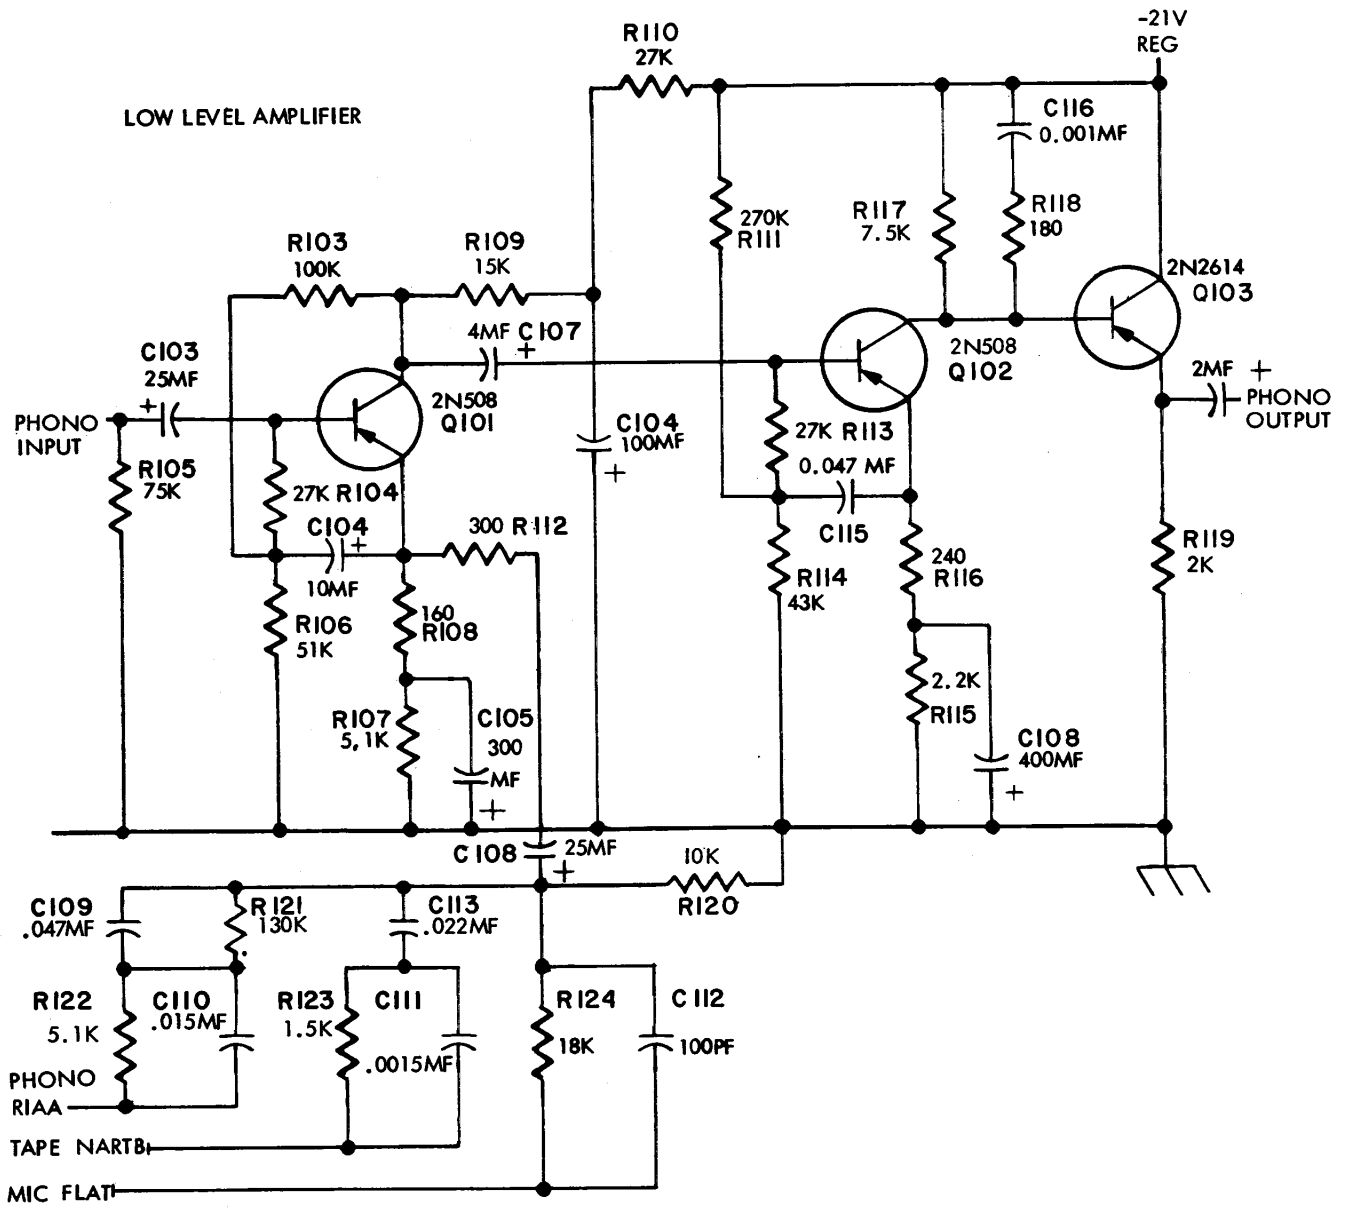 -21V
REG
R110
27K
LOW LEVEL AMPLIFIER
C116
0.001MF
R117
7.5K
R118
180
270K
R111
R103
100K
R109
15K
2N2614
Q103
4MF C107
+
2N508
Q102
C103
25MF
+
2MF +
PHONO
OUTPUT
2N508
Q101
PHONO
INPUT
C104
100MF
+
27K R113
0.047 MF
R105
75K
27K R104
C104
+
10MF
300 R112
C115
R119
2K
240
R116
R114
43K
160
R108
R106
51K
2.2K
R115
R107
5,1K
C105
300
MF
+
C108
400MF
+
C108
25MF
+
10K
R120
C109
.047MF
R121
130K
C113
.022MF
R122
5.1K
C110
.015MF
R123
1.5K
C111
.0015MF
R124
18K
C112
100PF
PHONO
RIAA
TAPE NARTB
MIC FLAT